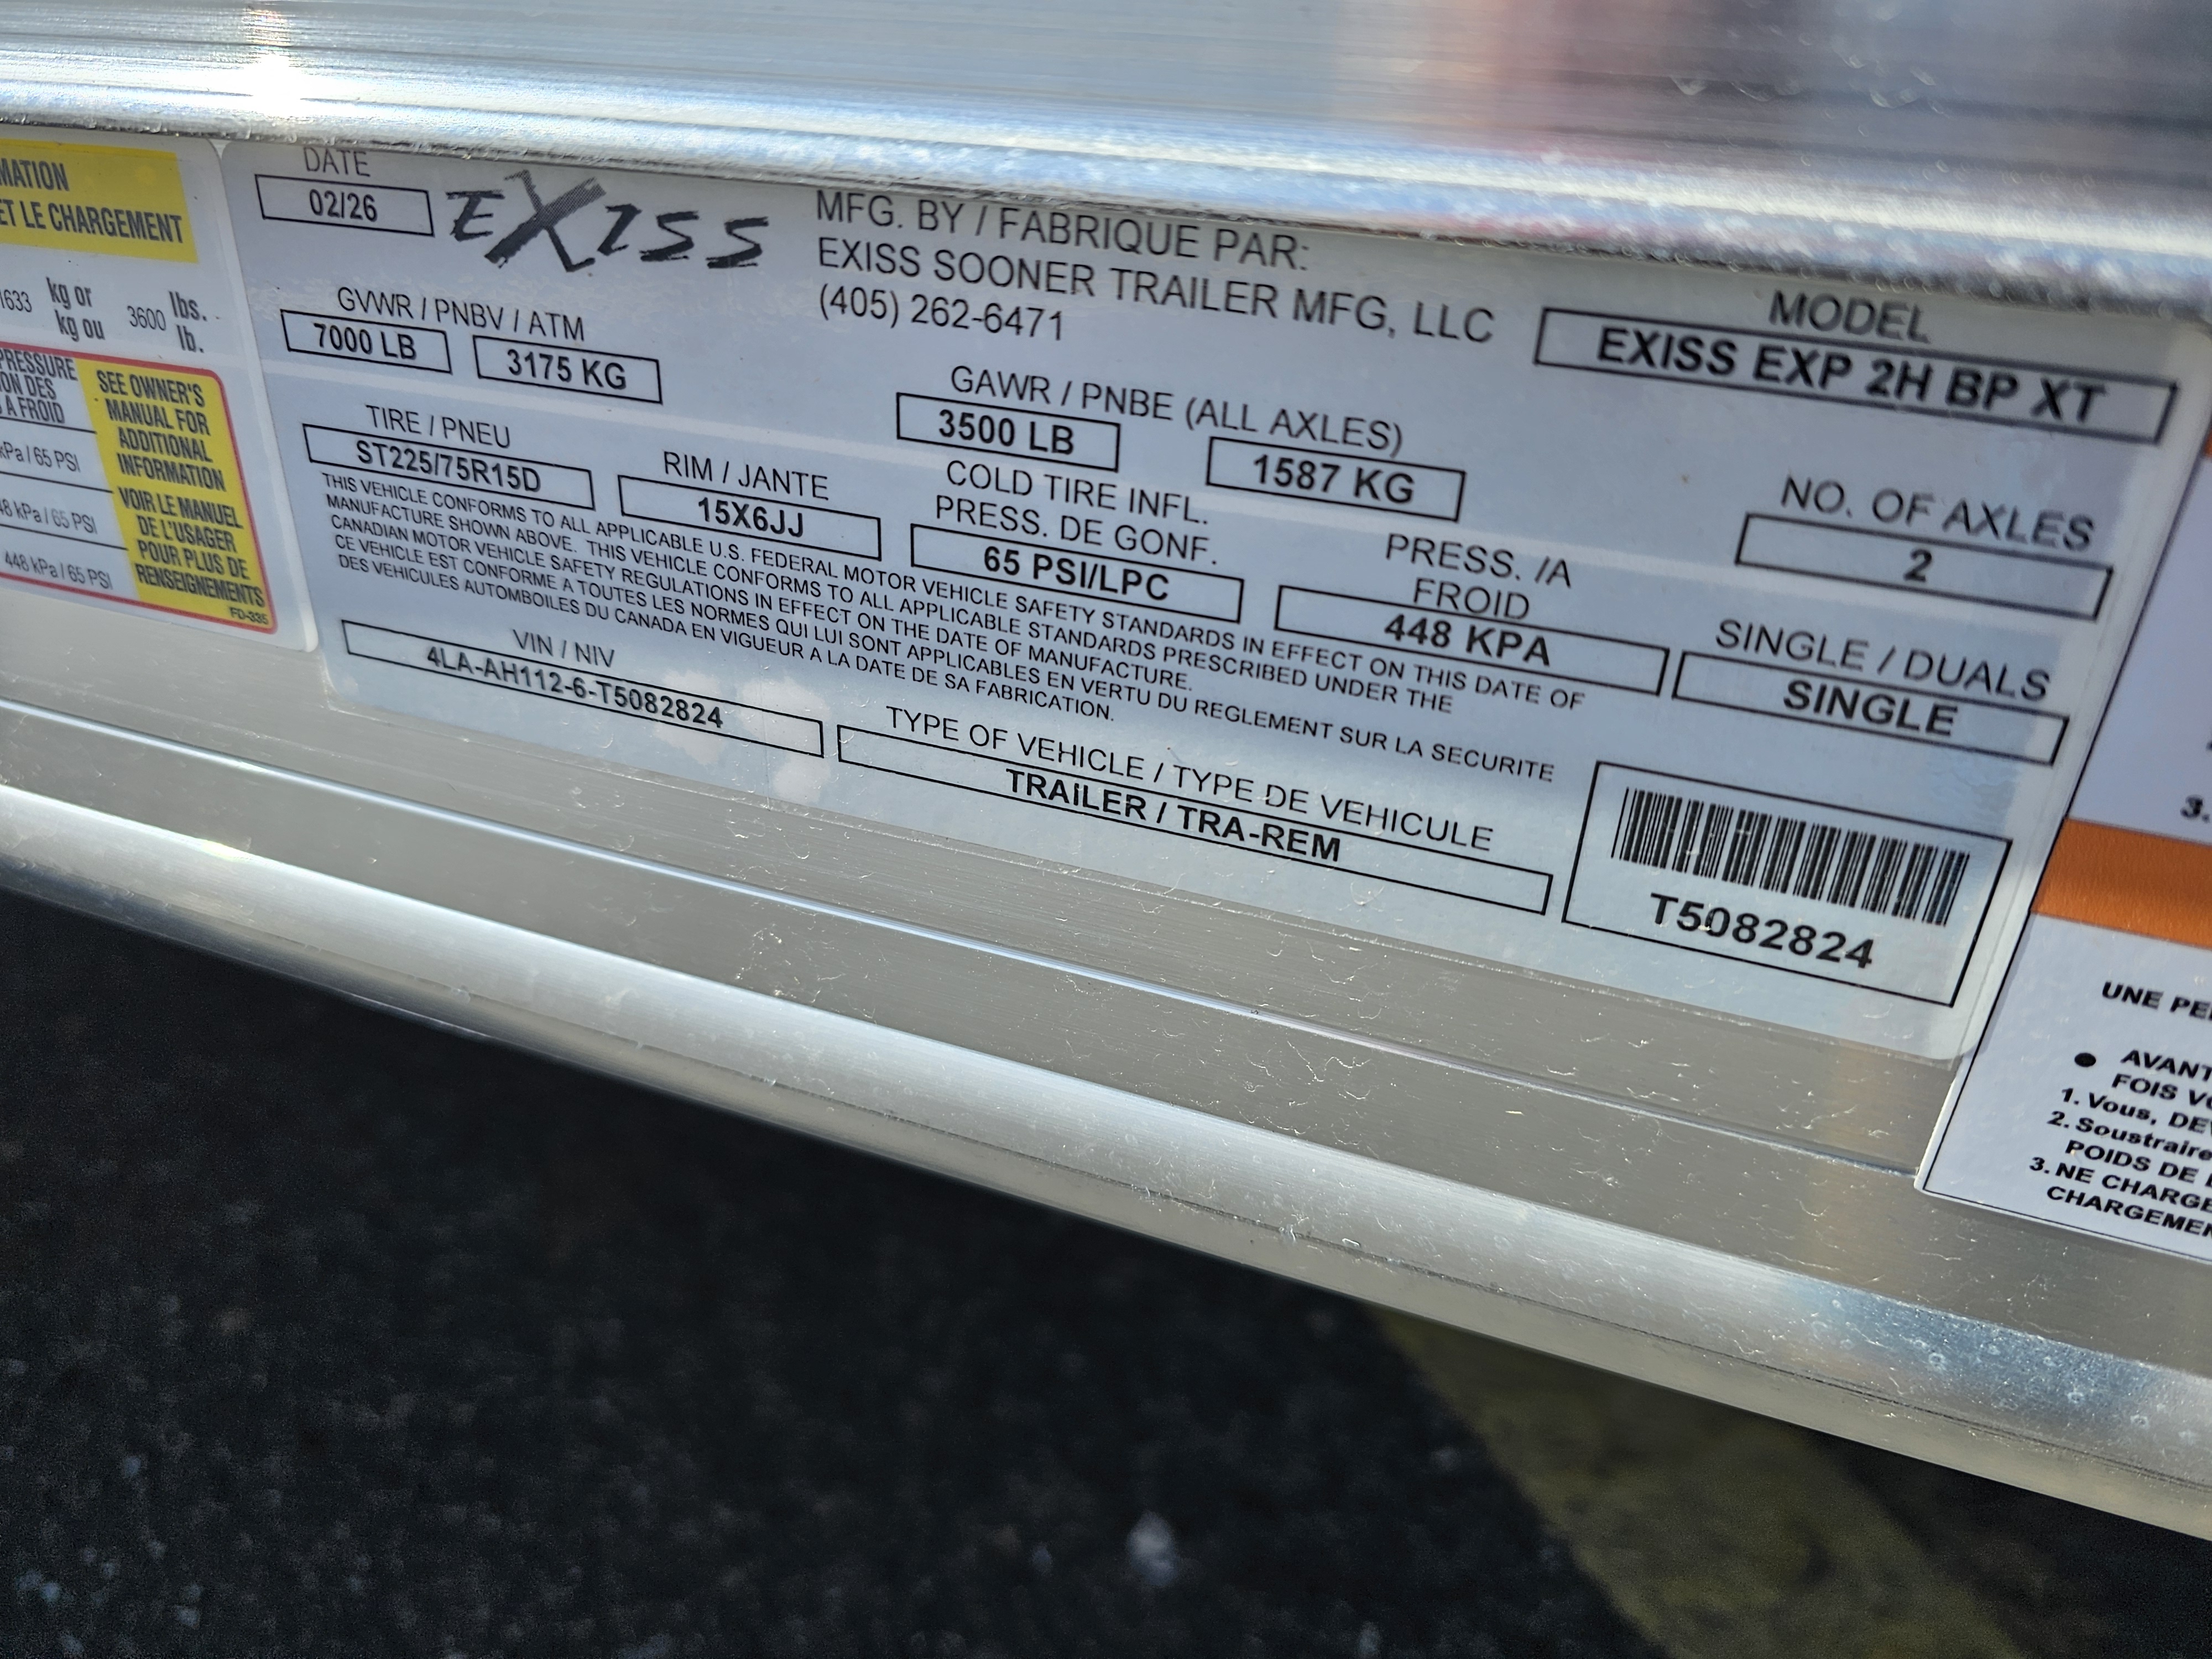 MATION
ET LE CHARGEMENT
1633 kg or 3600 lbs.
kg ou lb.
PRESSURE
ON DES
A FROID
kPa / 65 PSI
48 kPa / 65 PSI
448 kPa / 65 PSI
SEE OWNER'S
MANUAL FOR
ADDITIONAL
INFORMATION
VOIR LE MANUEL
DE L'USAGER
POUR PLUS DE
RENSEIGNEMENTS
FD-335
DATE
02/26
EXISS
MFG. BY / FABRIQUE PAR:
EXISS SOONER TRAILER MFG, LLC
(405) 262-6471
MODEL
EXISS EXP 2H BP XT
GVWR / PNBV / ATM
7000 LB 3175 KG
GAWR / PNBE (ALL AXLES)
3500 LB 1587 KG
NO. OF AXLES
2
TIRE / PNEU
ST225/75R15D
RIM / JANTE
15X6JJ
COLD TIRE INFL.
PRESS. DE GONF.
65 PSI/LPC
PRESS. /A
FROID
448 KPA
SINGLE / DUALS
SINGLE
THIS VEHICLE CONFORMS TO ALL APPLICABLE U.S. FEDERAL MOTOR VEHICLE SAFETY STANDARDS IN EFFECT ON THIS DATE OF
MANUFACTURE SHOWN ABOVE. THIS VEHICLE CONFORMS TO ALL APPLICABLE STANDARDS PRESCRIBED UNDER THE
CANADIAN MOTOR VEHICLE SAFETY REGULATIONS IN EFFECT ON THE DATE OF MANUFACTURE.
CE VEHICLE EST CONFORME A TOUTES LES NORMES QUI LUI SONT APPLICABLES EN VERTU DU REGLEMENT SUR LA SECURITE
DES VEHICULES AUTOMBOILES DU CANADA EN VIGUEUR A LA DATE DE SA FABRICATION.
VIN / NIV
4LA-AH112-6-T5082824
TYPE OF VEHICLE / TYPE DE VEHICULE
TRAILER / TRA-REM
T5082824
3.
UNE PE
● AVANT
FOIS VO
1. Vous, DE
2. Soustraire
POIDS DE
3. NE CHARGE
CHARGEMEN